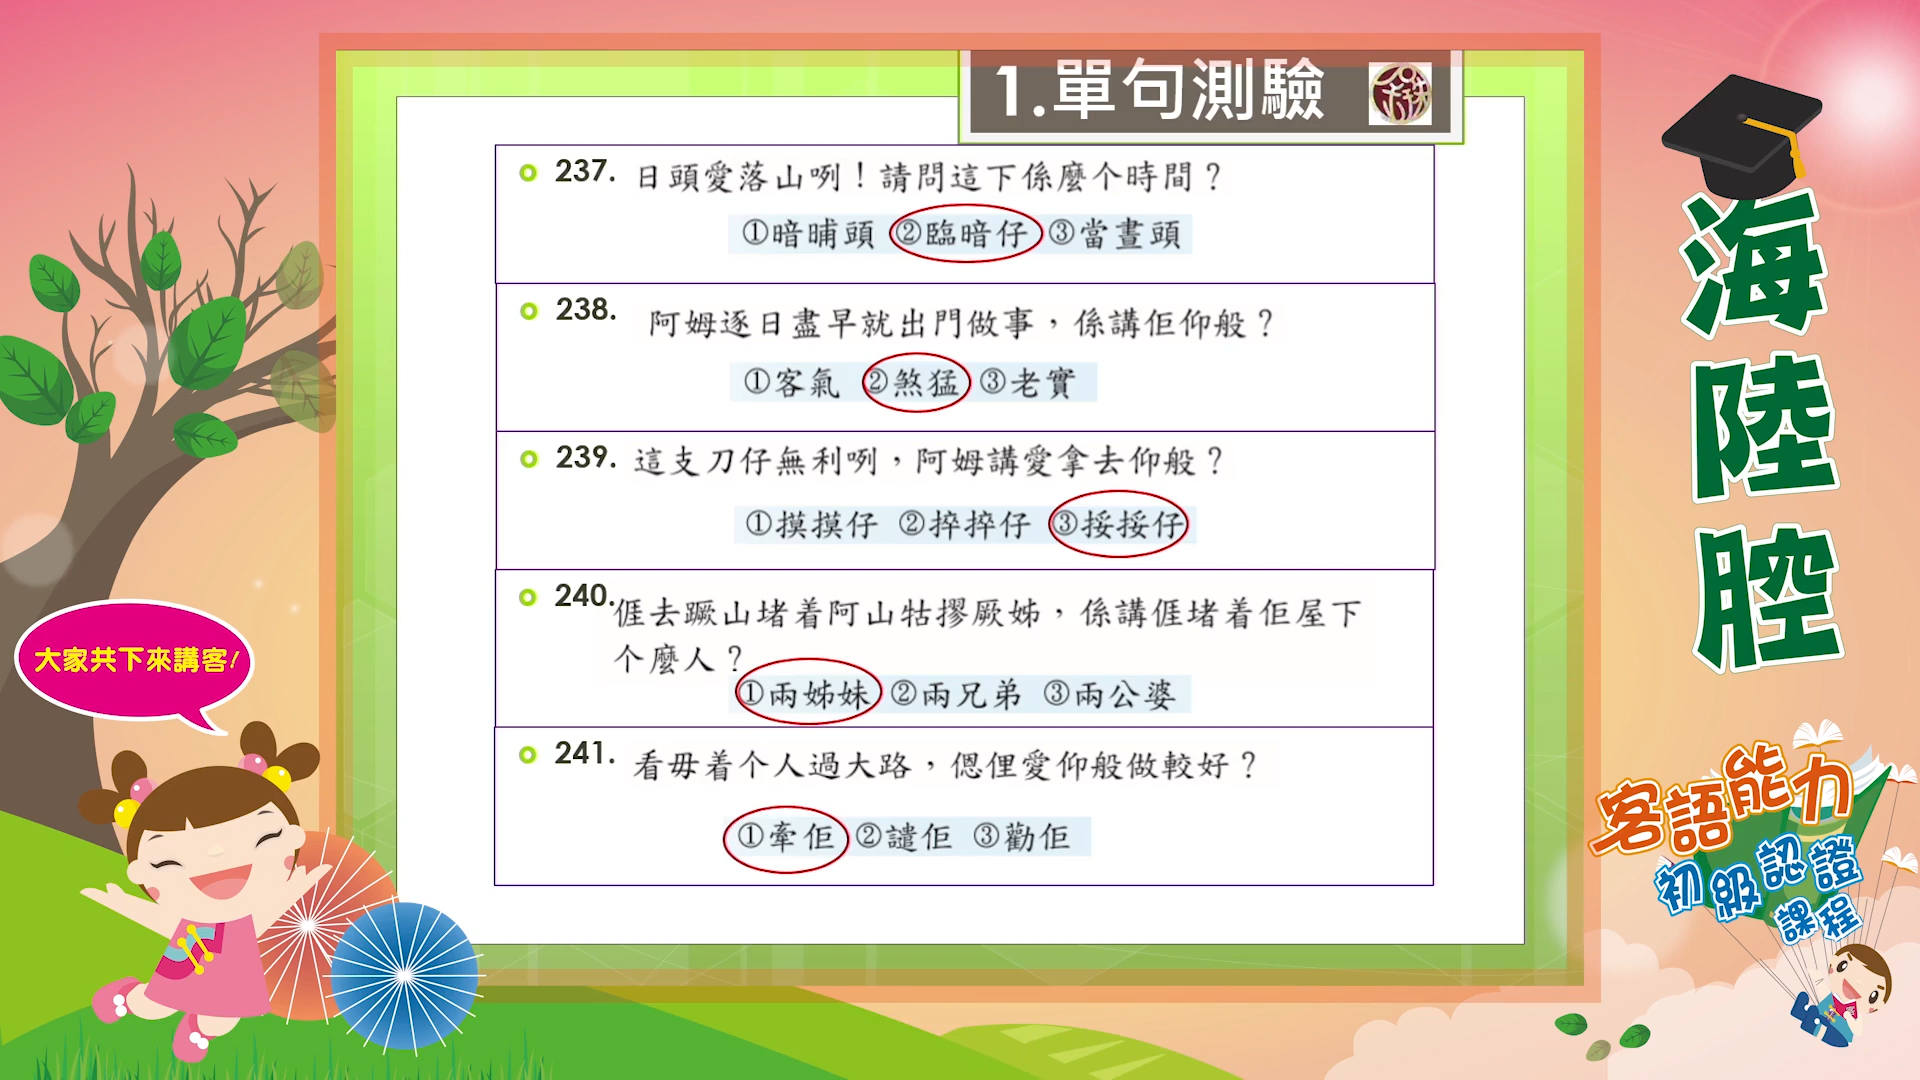 1.單句測驗
237. 日頭愛落山咧！請問這下係麼个時間？
①暗晡頭 ②臨暗仔 ③當晝頭
238. 阿姆逐日盡早就出門做事，係講佢仰般？
①客氣 ②煞猛 ③老實
239. 這支刀仔無利咧，阿姆講愛拿去仰般？
①摸摸仔 ②捽捽仔 ③挼挼仔
240. 𠊎去蹶山堵着阿山牯摎厥姊，係講𠊎堵着佢屋下
个麼人？
①兩姊妹 ②兩兄弟 ③兩公婆
241. 看毋着个人過大路，偲俚愛仰般做較好？
①牽佢 ②譴佢 ③勸佢
海陸腔
大家共下來講客!
客語能力
初級認證
課程